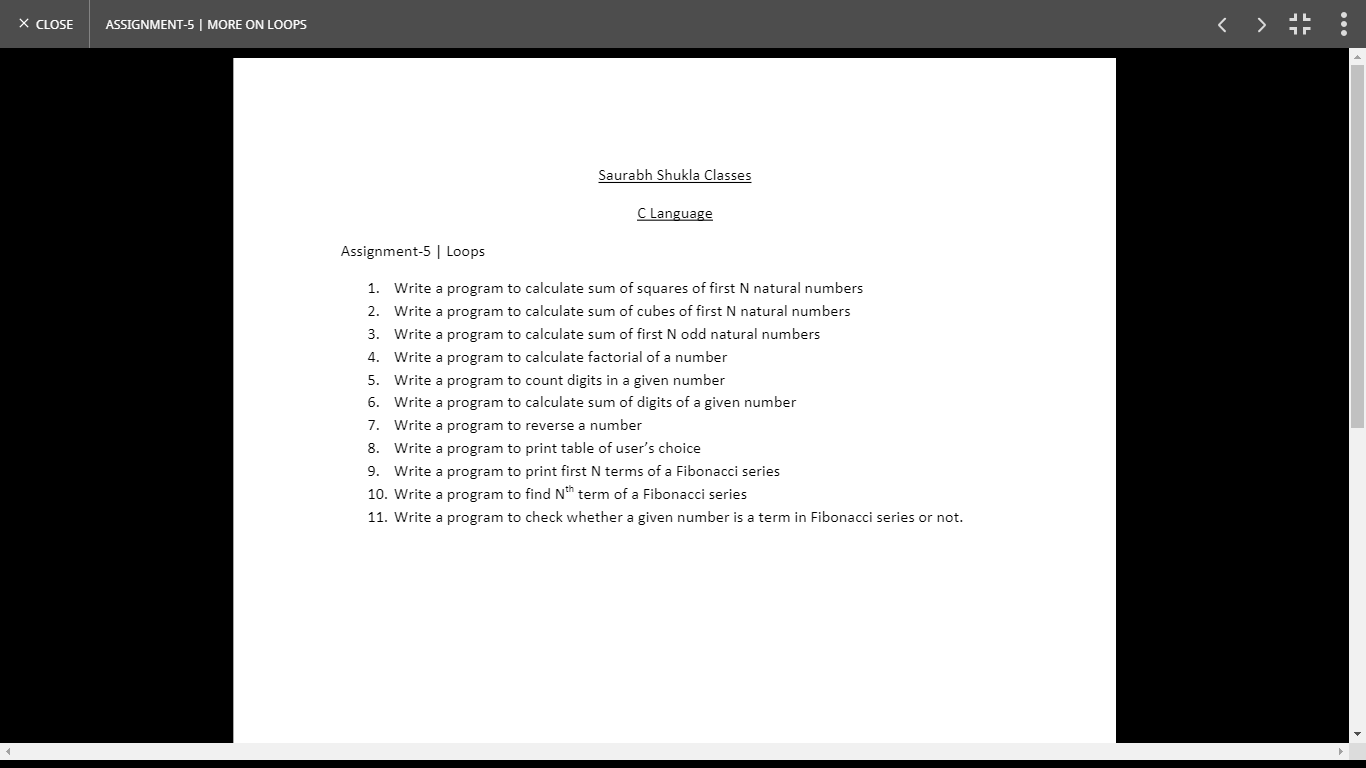 × CLOSE
ASSIGNMENT-5 | MORE ON LOOPS
Saurabh Shukla Classes
C Language
Assignment-5 | Loops
1. Write a program to calculate sum of squares of first N natural numbers
2. Write a program to calculate sum of cubes of first N natural numbers
3. Write a program to calculate sum of first N odd natural numbers
4. Write a program to calculate factorial of a number
5. Write a program to count digits in a given number
6. Write a program to calculate sum of digits of a given number
7. Write a program to reverse a number
8. Write a program to print table of user’s choice
9. Write a program to print first N terms of a Fibonacci series
10. Write a program to find Nth term of a Fibonacci series
11. Write a program to check whether a given number is a term in Fibonacci series or not.